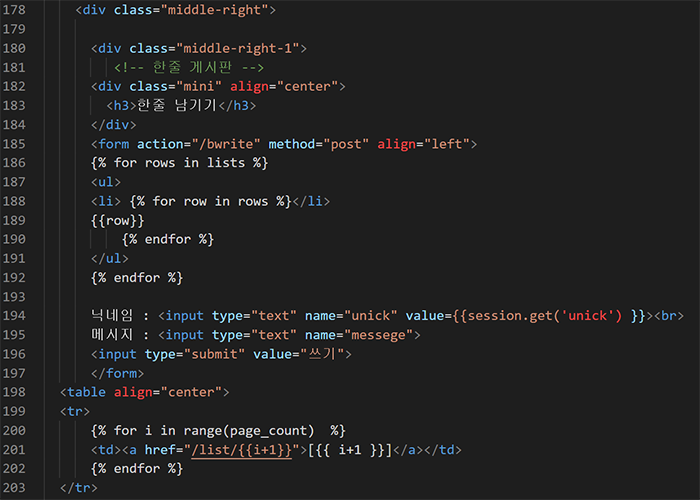 178 <div class="middle-right">
179
180 <div class="middle-right-1">
181 <!-- 한줄 게시판 -->
182 <div class="mini" align="center">
183 <h3>한줄 남기기</h3>
184 </div>
185 <form action="/bwrite" method="post" align="left">
186 {% for rows in lists %}
187 <ul>
188 <li> {% for row in rows %}</li>
189 {{row}}
190 {% endfor %}
191 </ul>
192 {% endfor %}
193
194 닉네임 : <input type="text" name="unick" value={{session.get('unick') }}><br>
195 메시지 : <input type="text" name="messege">
196 <input type="submit" value="쓰기">
197 </form>
198 <table align="center">
199 <tr>
200 {% for i in range(page_count)  %}
201 <td><a href="/list/{{i+1}}">[{{ i+1 }}]</a></td>
202 {% endfor %}
203 </tr>